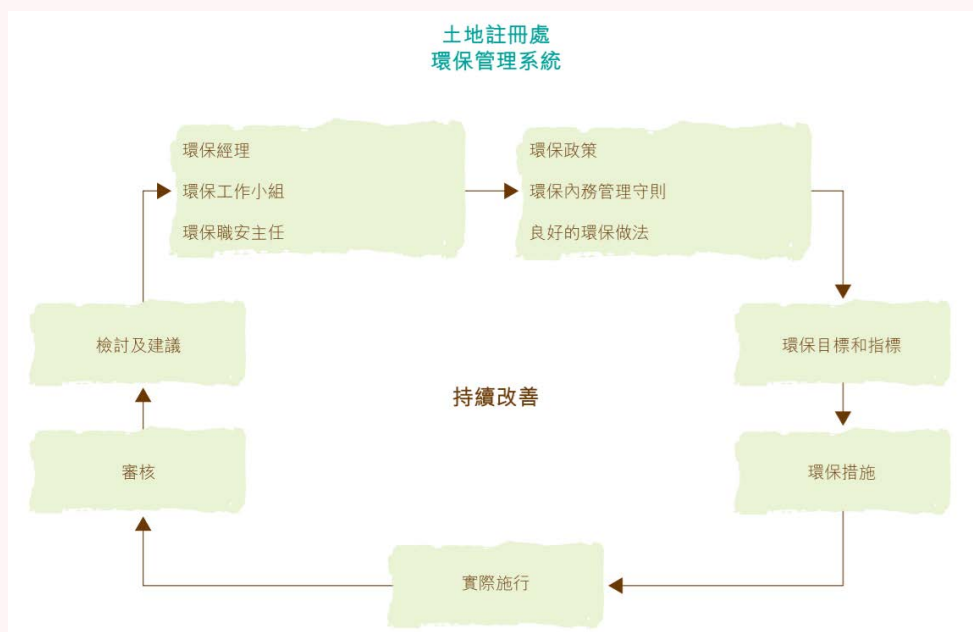 土地註冊處
環保管理系統
環保經理
環保工作小組
環保職安主任
環保政策
環保內務管理守則
良好的環保做法
檢討及建議
環保目標和指標
持續改善
審核
環保措施
實際施行